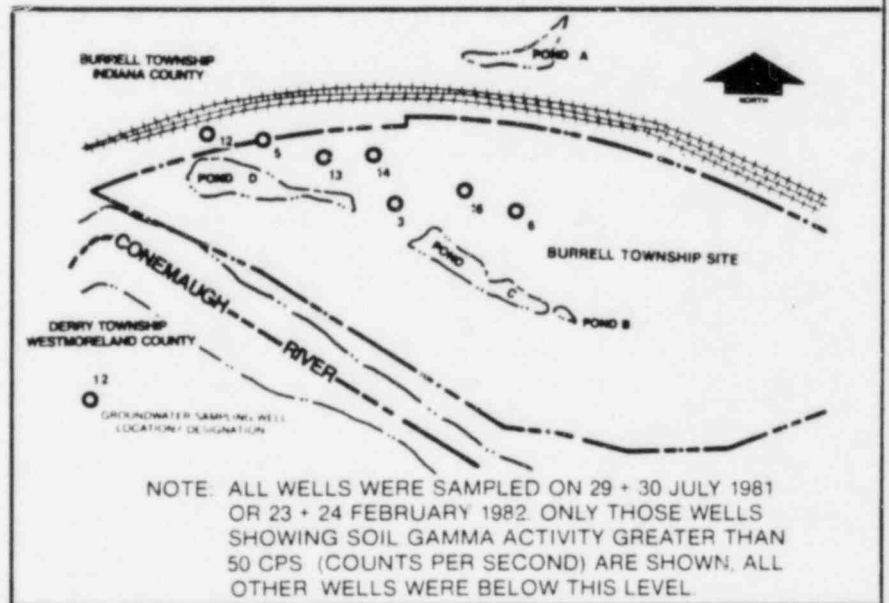 BURRELL TOWNSHIP
INDIANA COUNTY
POND A
NORTH
12
5
13
14
POND D
3
16
6
POND
C
BURRELL TOWNSHIP SITE
POND B
CONEMAUGH
RIVER
DERRY TOWNSHIP
WESTMORELAND COUNTY
12
GROUNDWATER SAMPLING WELL
LOCATION/ DESIGNATION
NOTE: ALL WELLS WERE SAMPLED ON 29 + 30 JULY 1981
OR 23 + 24 FEBRUARY 1982. ONLY THOSE WELLS
SHOWING SOIL GAMMA ACTIVITY GREATER THAN
50 CPS (COUNTS PER SECOND) ARE SHOWN, ALL
OTHER WELLS WERE BELOW THIS LEVEL.